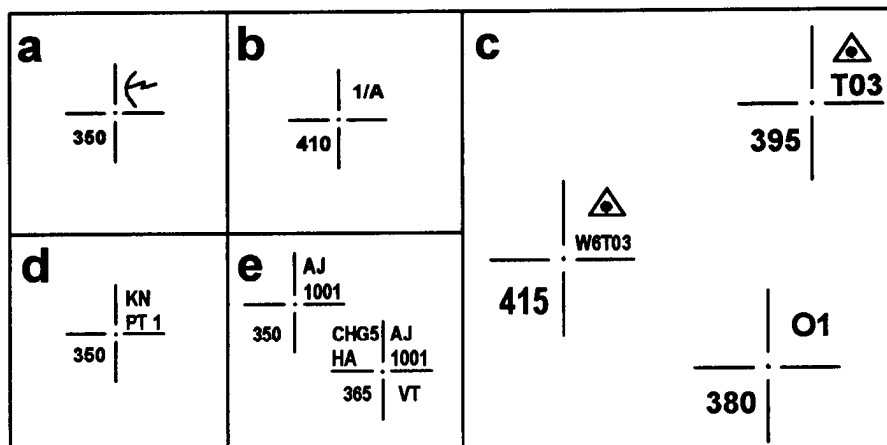 a
350
b
1/A
410
c
T03
395
W6T03
415
O1
380
d
KN
PT 1
350
e
AJ
1001
350
CHG5 AJ
HA 1001
365 VT